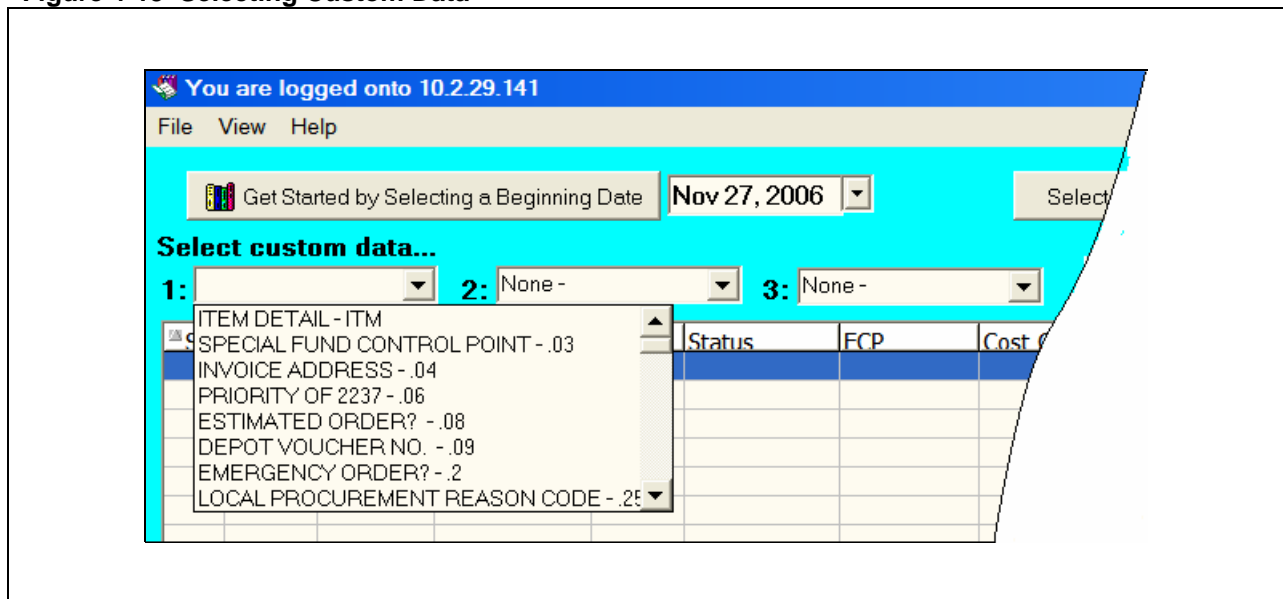 You are logged onto 10.2.29.141
File View Help
Get Started by Selecting a Beginning Date Nov 27, 2006 Select
Select custom data...
1: 2: None - 3: None -
Status FCP Cost
ITEM DETAIL - ITM
SPECIAL FUND CONTROL POINT - .03
INVOICE ADDRESS - .04
PRIORITY OF 2237 - .06
ESTIMATED ORDER? - .08
DEPOT VOUCHER NO. - .09
EMERGENCY ORDER? - .2
LOCAL PROCUREMENT REASON CODE - .25